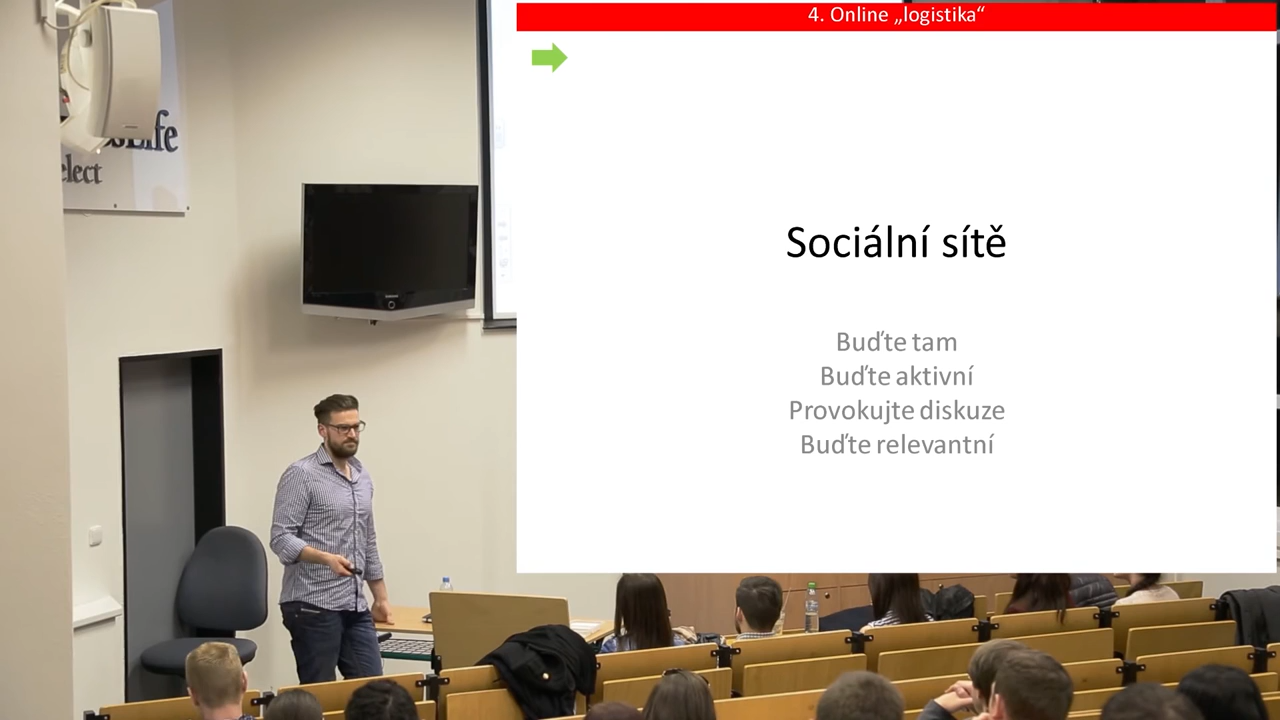 4. Online „logistika“
Sociální sítě
Buďte tam
Buďte aktivní
Provokujte diskuze
Buďte relevantní